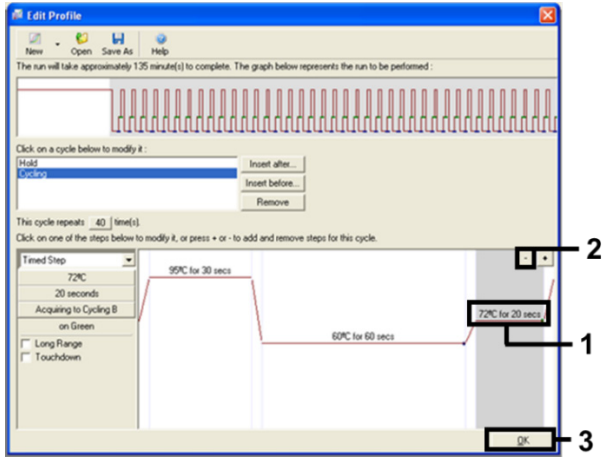 Edit Profile
New Open Save As Help
The run will take approximately 135 minute(s) to complete. The graph below represents the run to be performed :
Click on a cycle below to modify it :
Hold
Cycling
Insert after...
Insert before...
Remove
This cycle repeats 40 time(s).
Click on one of the steps below to modify it, or press + or - to add and remove steps for this cycle.
Timed Step
- +
2
72ºC
20 seconds
Acquiring to Cycling B
on Green
Long Range
Touchdown
95ºC for 30 secs
60ºC for 60 secs
72ºC for 20 secs
1
OK
3